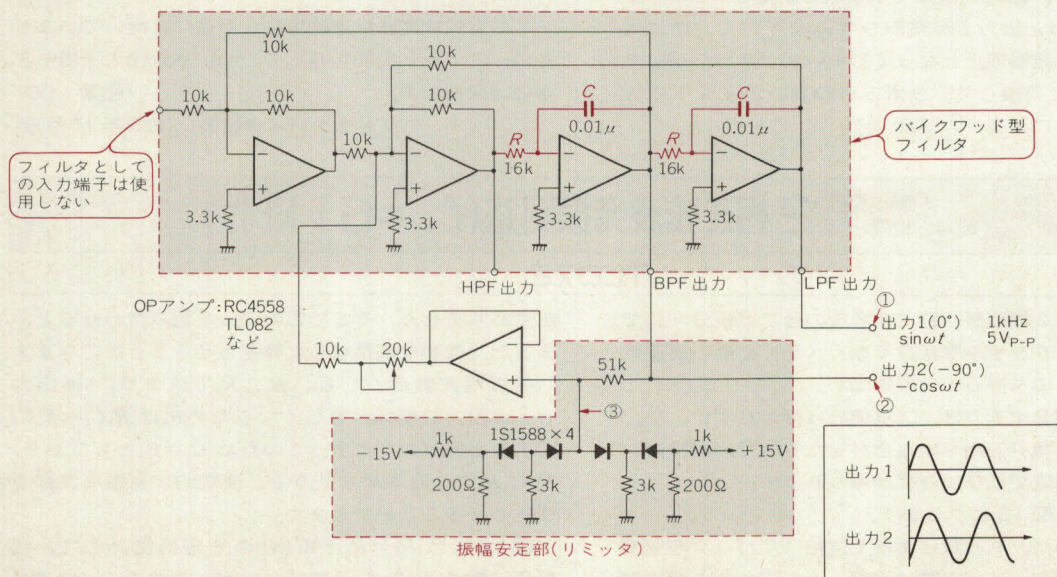 10k
10k
10k
10k
10k
10k
C
0.01μ
C
0.01μ
R
16k
R
16k
3.3k
3.3k
3.3k
3.3k
フィルタとして
の入力端子は使
用しない
バイクワッド型
フィルタ
HPF出力
BPF出力
LPF出力
OPアンプ:RC4558
TL082
など
10k
20k
51k
③
①
出力1(0°)
sinωt
1kHz
5VP-P
出力2(−90°)
−cosωt
②
−15V
1k
1S1588×4
1k
+15V
200Ω
3k
3k
200Ω
振幅安定部(リミッタ)
出力1
出力2